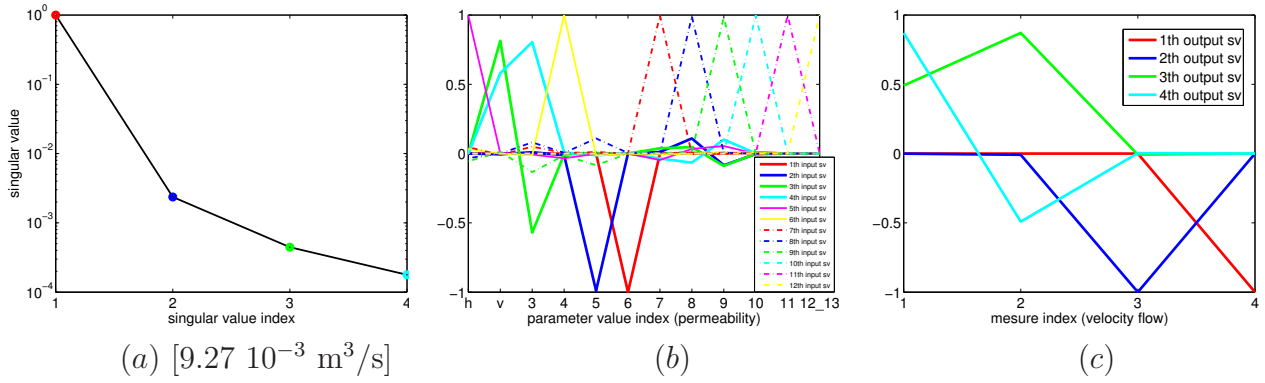 10^0
10^−1
10^−2
10^−3
10^−4
singular value
1 2 3 4
singular value index
(a) [9.27 10^−3 m^3/s]
1
0.5
0
−0.5
−1
h v 3 4 5 6 7 8 9 10 11 12_13
parameter value index (permeability)
1th input sv
2th input sv
3th input sv
4th input sv
5th input sv
6th input sv
7th input sv
8th input sv
9th input sv
10th input sv
11th input sv
12th input sv
(b)
1
0.5
0
−0.5
−1
1 2 3 4
mesure index (velocity flow)
1th output sv
2th output sv
3th output sv
4th output sv
(c)